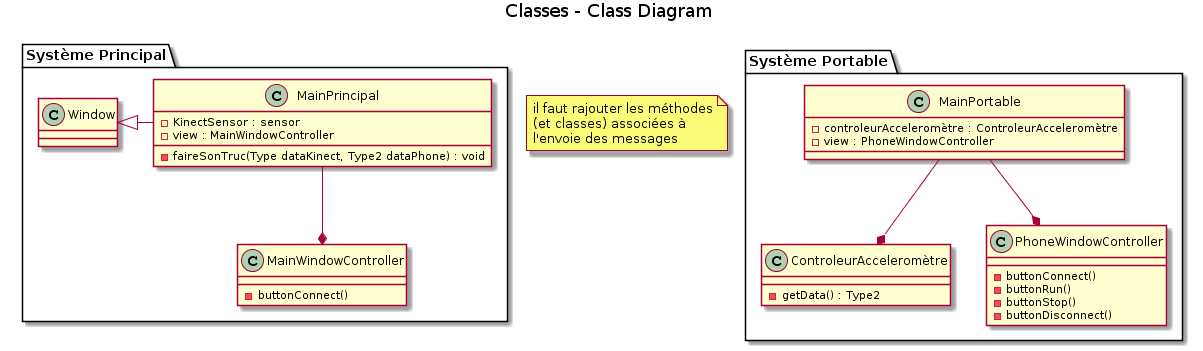 Classes - Class Diagram
Système Principal
C Window
C MainPrincipal
KinectSensor : sensor
view : MainWindowController
faireSonTruc(Type dataKinect, Type2 dataPhone) : void
C MainWindowController
buttonConnect()
il faut rajouter les méthodes
(et classes) associées à
l'envoie des messages
Système Portable
C MainPortable
controleurAcceleromètre : ControleurAcceleromètre
view : PhoneWindowController
C ControleurAcceleromètre
getData() : Type2
C PhoneWindowController
buttonConnect()
buttonRun()
buttonStop()
buttonDisconnect()